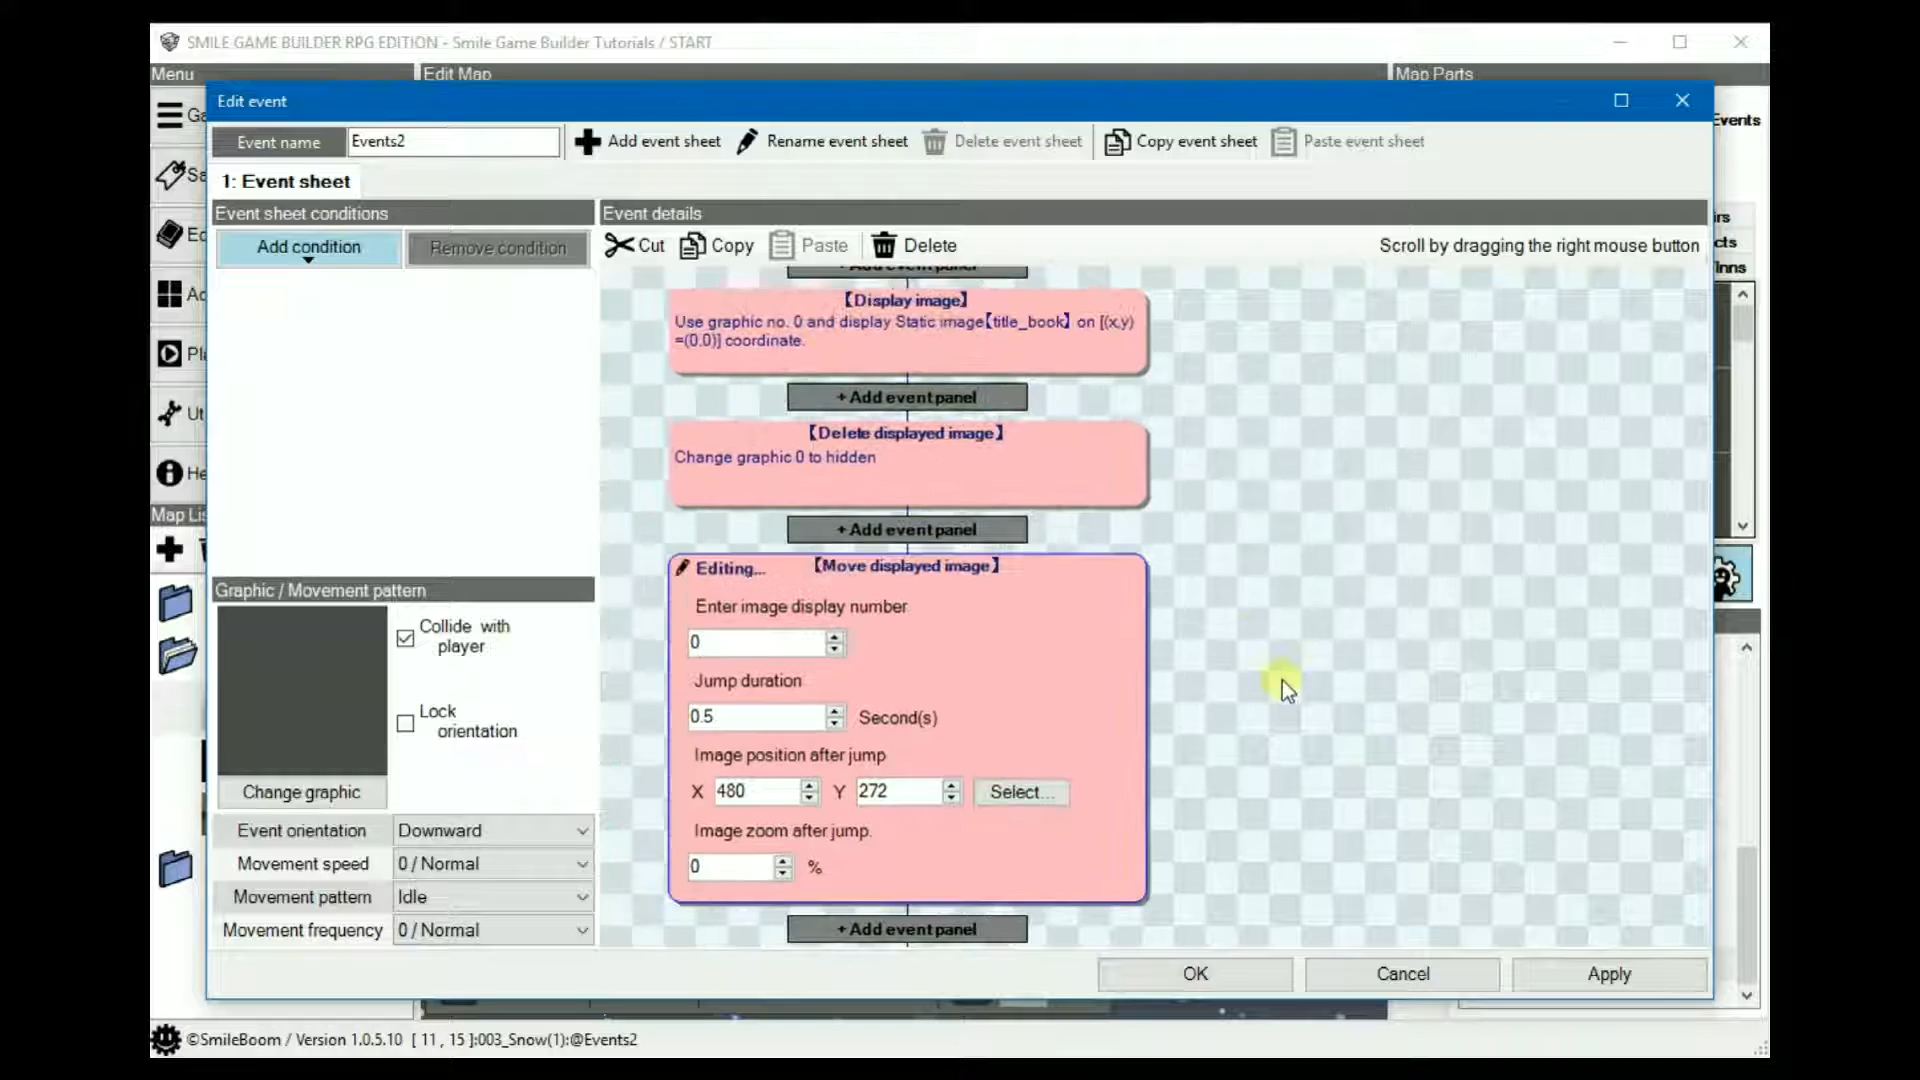 SMILE GAME BUILDER RPG EDITION - Smile Game Builder Tutorials / START
Menu
Edit Map
Map Parts
Edit event
Events
Event name
Events2
Add event sheet
Rename event sheet
Delete event sheet
Copy event sheet
Paste event sheet
1: Event sheet
Event sheet conditions
Event details
Add condition
Remove condition
Cut
Copy
Paste
Delete
Scroll by dragging the right mouse button
+ Add event panel
【Display image】
Use graphic no. 0 and display Static image【title_book】 on [(x,y)
=(0,0)] coordinate.
+ Add event panel
【Delete displayed image】
Change graphic 0 to hidden
+ Add event panel
Editing...
【Move displayed image】
Enter image display number
0
Jump duration
0.5
Second(s)
Image position after jump
X 480
Y 272
Select...
Image zoom after jump.
0
%
+ Add event panel
Graphic / Movement pattern
Collide with
player
Lock
orientation
Change graphic
Event orientation
Downward
Movement speed
0 / Normal
Movement pattern
Idle
Movement frequency
0 / Normal
OK
Cancel
Apply
©SmileBoom / Version 1.0.5.10 [ 11 , 15 ]:003_Snow(1):@Events2